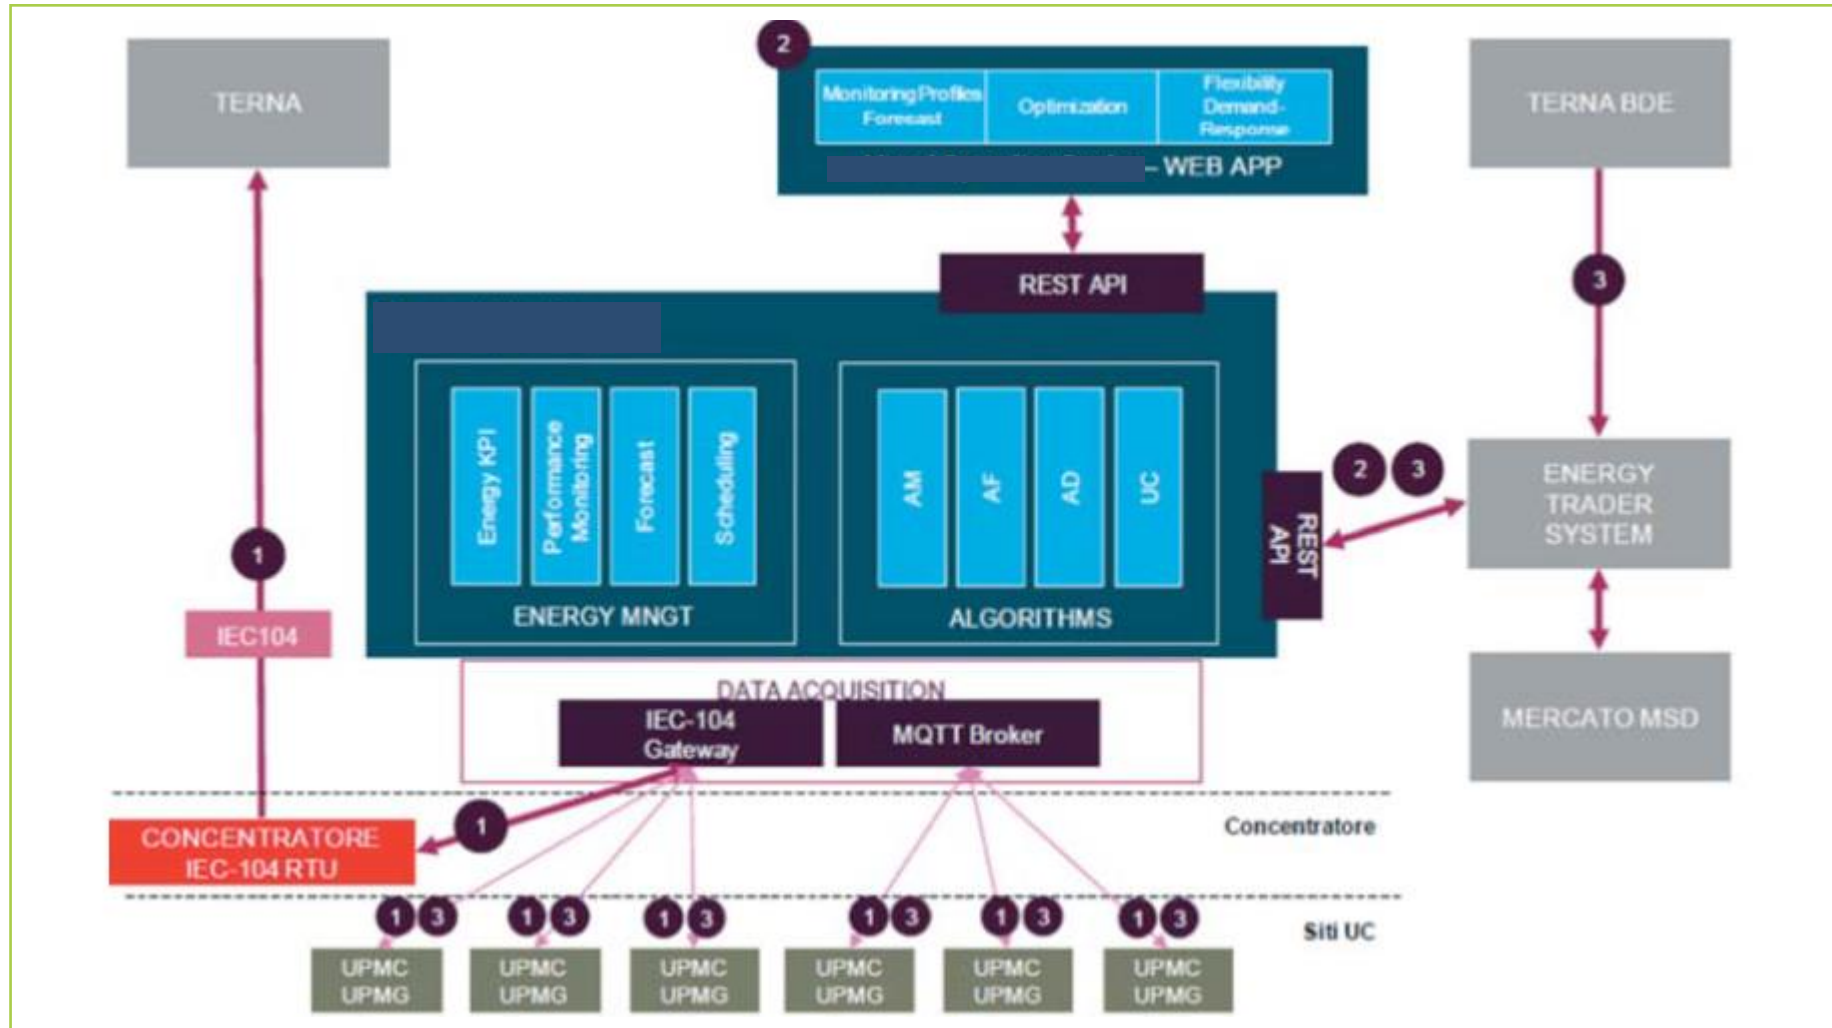 TERNA
2
Monitoring Profiles
Forecast
Optimization
Flexibility
Demand-
Response
– WEB APP
TERNA BDE
REST API
3
Energy KPI
Performance
Monitoring
Forecast
Scheduling
ENERGY MNGT
AM
AF
AD
UC
ALGORITHMS
REST
API
2 3
ENERGY
TRADER
SYSTEM
1
IEC104
MERCATO MSD
DATA ACQUISITION
IEC-104
Gateway
MQTT Broker
CONCENTRATORE
IEC-104 RTU
1
Concentratore
1 3
1 3
1 3
1 3
1 3
1 3
Siti UC
UPMC
UPMG
UPMC
UPMG
UPMC
UPMG
UPMC
UPMG
UPMC
UPMG
UPMC
UPMG